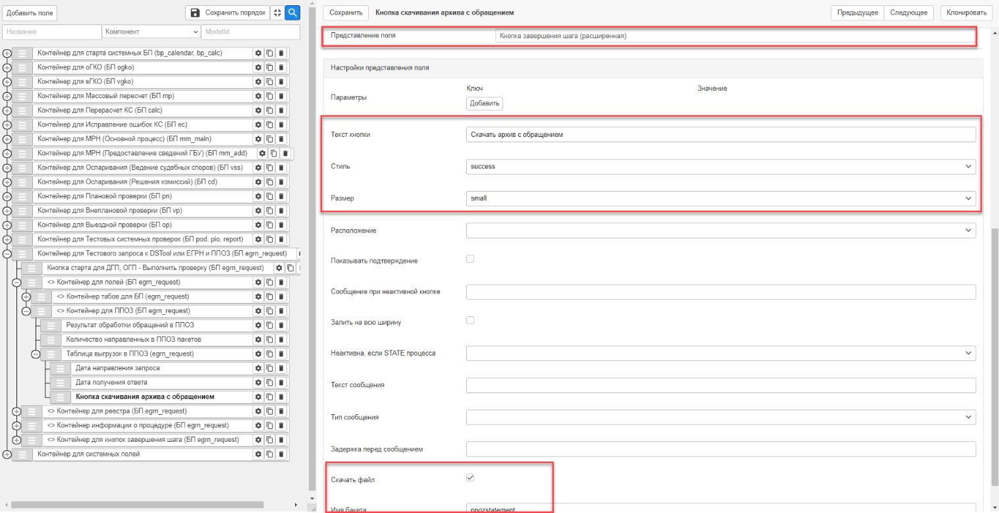 Добавить поле
Сохранить порядок
Название
Компонент
ModelId
Контейнер для старта системных БП (bp_calendar, bp_calc)
Контейнер для оГКО (БП ogko)
Контейнер для вГКО (БП vgko)
Контейнер для Массовый пересчет (БП mp)
Контейнер для Перерасчет КС (БП calc)
Контейнер для Исправление ошибок КС (БП ec)
Контейнер для МРН (Основной процесс) (БП mm_main)
Контейнер для МРН (Предоставление сведений ГБУ) (БП mm_add)
Контейнер для Оспаривания (Ведение судебных споров) (БП vss)
Контейнер для Оспаривания (Решения комиссий) (БП cd)
Контейнер для Плановой проверки (БП pn)
Контейнер для Внеплановой проверки (БП vp)
Контейнер для Выездной проверки (БП op)
Контейнер для Тестовых системных проверок (БП pod, pio, report)
Контейнер для Тестового запроса к DSTool или ЕГРН и ППОЗ (БП egrn_request)
Кнопка старта для ДГП, ОГП - Выполнить проверку (БП egrn_request)
<> Контейнер для полей (БП egrn_request)
<> Контейнер табов для БП (egrn_request)
<> Контейнер для ППОЗ (БП egrn_request)
Результат обработки обращений в ППОЗ
Количество направленных в ППОЗ пакетов
Таблица выгрузок в ППОЗ (egrn_request)
Дата направления запроса
Дата получения ответа
Кнопка скачивания архива с обращением
<> Контейнер для реестра (БП egrn_request)
<> Контейнер информации о процедуре (БП egrn_request)
<> Контейнер для кнопок завершения шага (БП egrn_request)
Контейнер для системных полей
Сохранить
Кнопка скачивания архива с обращением
Предыдущее
Следующее
Клонировать
Представление поля
Кнопка завершения шага (расширенная)
Настройки представления поля
Параметры
Ключ
Значение
Добавить
Текст кнопки
Скачать архив с обращением
Стиль
success
Размер
small
Расположение
Показывать подтверждение
Сообщение при неактивной кнопке
Залить на всю ширину
Неактивна, если STATE процесса
Текст сообщения
Тип сообщения
Задержка перед сообщением
Скачать файл
Имя бакета
ppozstatement